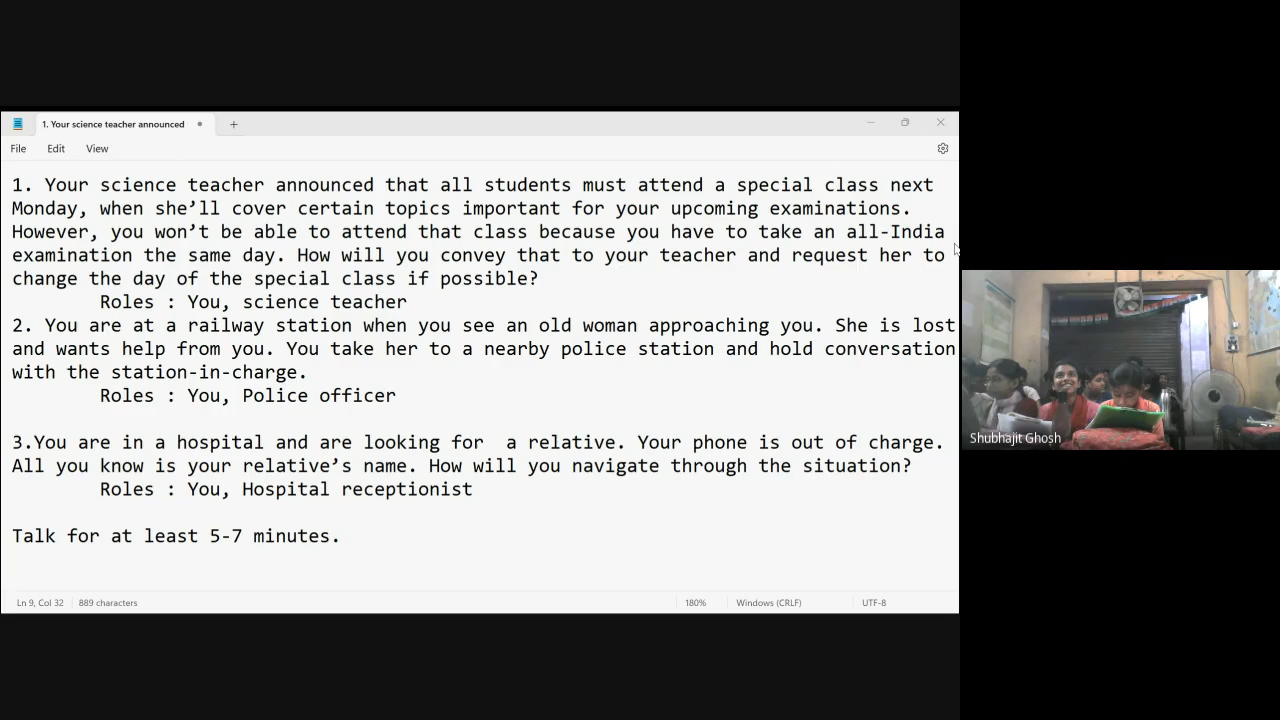 1. Your science teacher announced
File Edit View
1. Your science teacher announced that all students must attend a special class next
Monday, when she’ll cover certain topics important for your upcoming examinations.
However, you won’t be able to attend that class because you have to take an all-India
examination the same day. How will you convey that to your teacher and request her to
change the day of the special class if possible?
Roles : You, science teacher
2. You are at a railway station when you see an old woman approaching you. She is lost
and wants help from you. You take her to a nearby police station and hold conversation
with the station-in-charge.
Roles : You, Police officer
3.You are in a hospital and are looking for  a relative. Your phone is out of charge.
All you know is your relative’s name. How will you navigate through the situation?
Roles : You, Hospital receptionist
Talk for at least 5-7 minutes.
Ln 9, Col 32 889 characters 180% Windows (CRLF) UTF-8
Shubhajit Ghosh